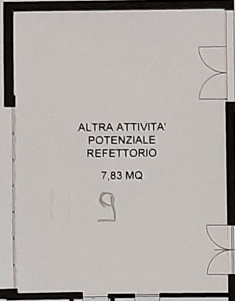 ALTRA ATTIVITA'
POTENZIALE
REFETTORIO
7,83 MQ
9